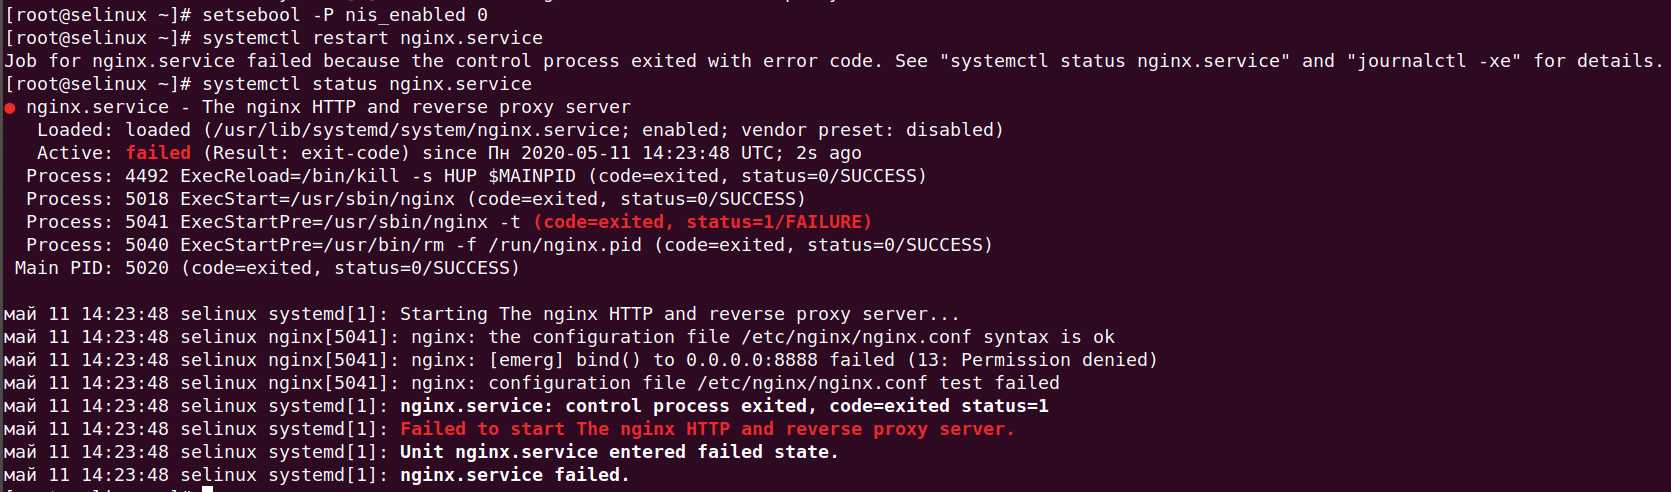 [root@selinux ~]# setsebool -P nis_enabled 0
[root@selinux ~]# systemctl restart nginx.service
Job for nginx.service failed because the control process exited with error code. See "systemctl status nginx.service" and "journalctl -xe" for details.
[root@selinux ~]# systemctl status nginx.service
● nginx.service - The nginx HTTP and reverse proxy server
   Loaded: loaded (/usr/lib/systemd/system/nginx.service; enabled; vendor preset: disabled)
   Active: failed (Result: exit-code) since Пн 2020-05-11 14:23:48 UTC; 2s ago
  Process: 4492 ExecReload=/bin/kill -s HUP $MAINPID (code=exited, status=0/SUCCESS)
  Process: 5018 ExecStart=/usr/sbin/nginx (code=exited, status=0/SUCCESS)
  Process: 5041 ExecStartPre=/usr/sbin/nginx -t (code=exited, status=1/FAILURE)
  Process: 5040 ExecStartPre=/usr/bin/rm -f /run/nginx.pid (code=exited, status=0/SUCCESS)
 Main PID: 5020 (code=exited, status=0/SUCCESS)

май 11 14:23:48 selinux systemd[1]: Starting The nginx HTTP and reverse proxy server...
май 11 14:23:48 selinux nginx[5041]: nginx: the configuration file /etc/nginx/nginx.conf syntax is ok
май 11 14:23:48 selinux nginx[5041]: nginx: [emerg] bind() to 0.0.0.0:8888 failed (13: Permission denied)
май 11 14:23:48 selinux nginx[5041]: nginx: configuration file /etc/nginx/nginx.conf test failed
май 11 14:23:48 selinux systemd[1]: nginx.service: control process exited, code=exited status=1
май 11 14:23:48 selinux systemd[1]: Failed to start The nginx HTTP and reverse proxy server.
май 11 14:23:48 selinux systemd[1]: Unit nginx.service entered failed state.
май 11 14:23:48 selinux systemd[1]: nginx.service failed.